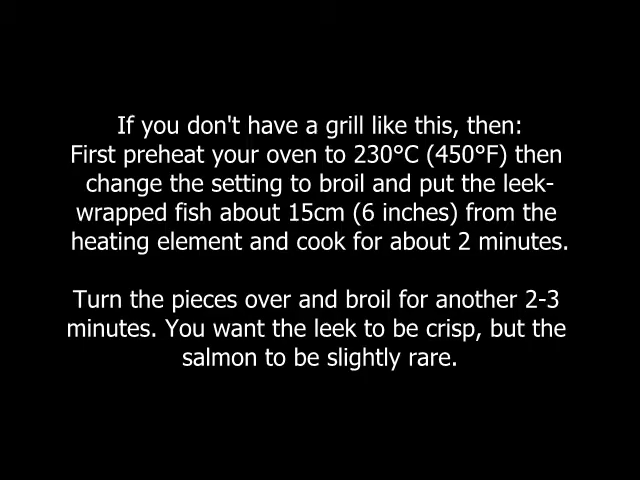 If you don't have a grill like this, then:
First preheat your oven to 230°C (450°F) then
change the setting to broil and put the leek-
wrapped fish about 15cm (6 inches) from the
heating element and cook for about 2 minutes.
Turn the pieces over and broil for another 2-3
minutes. You want the leek to be crisp, but the
salmon to be slightly rare.